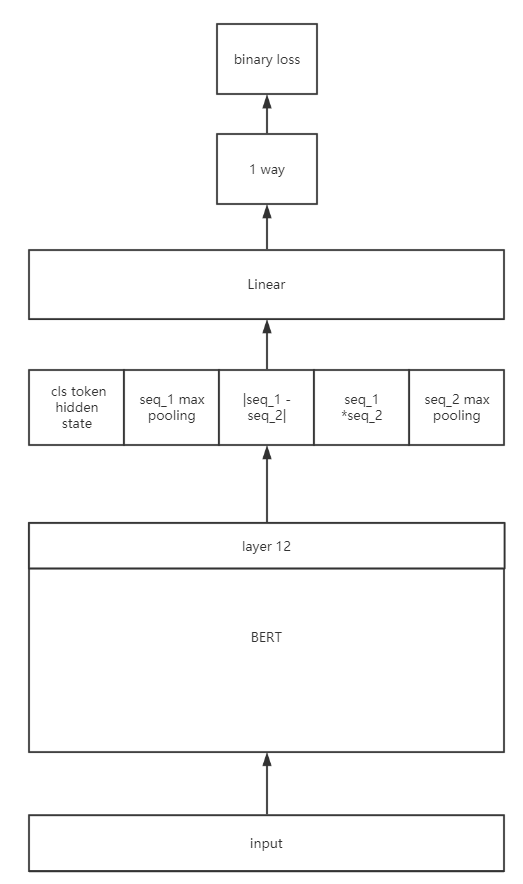 binary loss
1 way
Linear
cls token
hidden
state
seq_1 max
pooling
|seq_1 -
seq_2|
seq_1
*seq_2
seq_2 max
pooling
layer 12
BERT
input